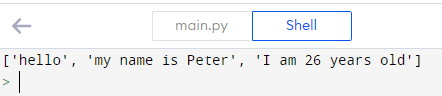 main.py Shell
['hello', 'my name is Peter', 'I am 26 years old']
>